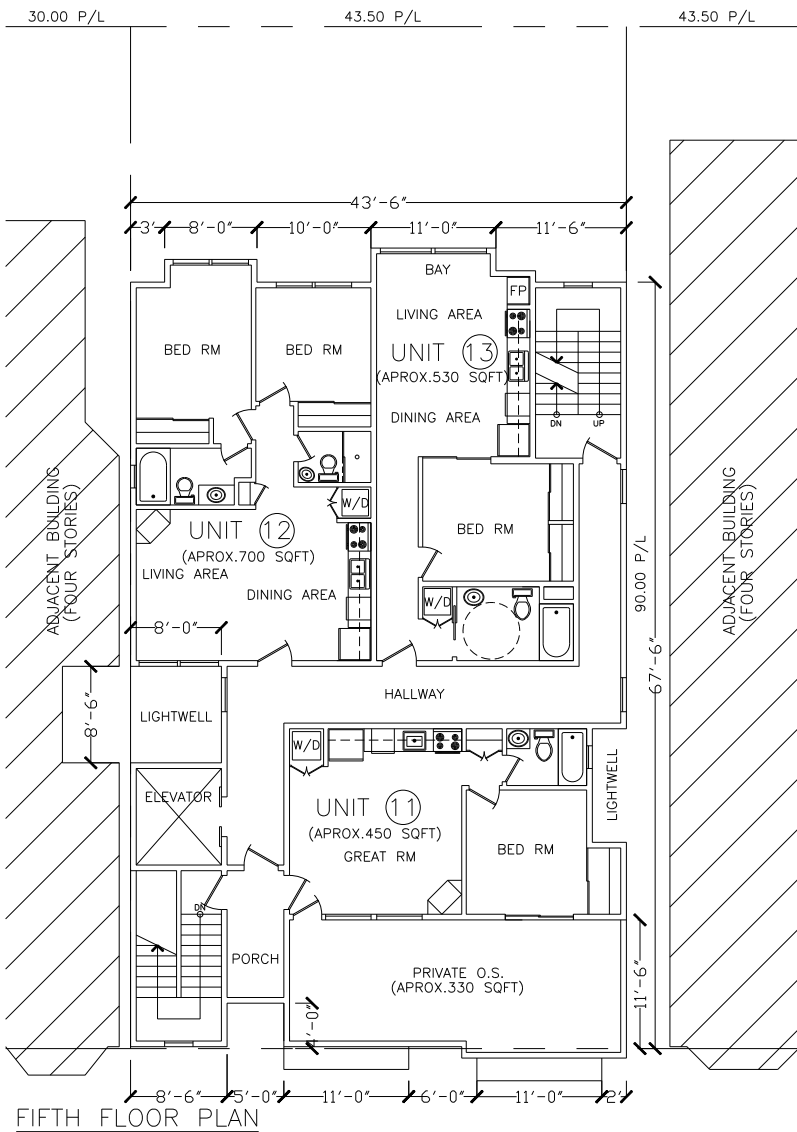 30.00 P/L
43.50 P/L
43.50 P/L
43'-6"
3'
8'-0"
10'-0"
11'-0"
11'-6"
BAY
FP
LIVING AREA
BED RM
BED RM
UNIT 13
(APROX.530 SQFT)
DINING AREA
DN
UP
ADJACENT BUILDING
(FOUR STORIES)
W/D
UNIT 12
(APROX.700 SQFT)
LIVING AREA
DINING AREA
BED RM
W/D
8'-0"
90.00 P/L
67'-6"
ADJACENT BUILDING
(FOUR STORIES)
HALLWAY
LIGHTWELL
8'-6"
W/D
LIGHTWELL
ELEVATOR
UNIT 11
(APROX.450 SQFT)
GREAT RM
BED RM
DN
PORCH
PRIVATE O.S.
(APROX.330 SQFT)
11'-6"
4'-0"
8'-6"
5'-0"
11'-0"
6'-0"
11'-0"
2'
FIFTH FLOOR PLAN